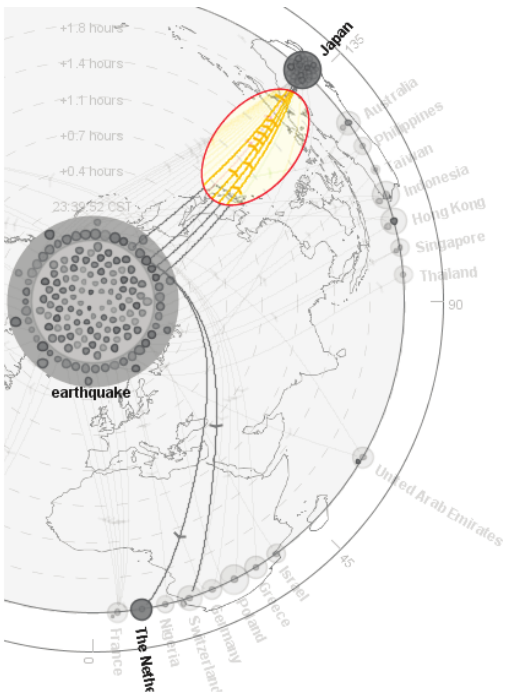 +1.8 hours
+1.4 hours
+1.1 hours
+0.7 hours
+0.4 hours
23:39:52 CST
earthquake
Japan
135
Australia
Philippines
Taiwan
Indonesia
Hong Kong
Singapore
Thailand
90
United Arab Emirates
45
Israel
Greece
Poland
Germany
Switzerland
Nigeria
The Nethe
France
0